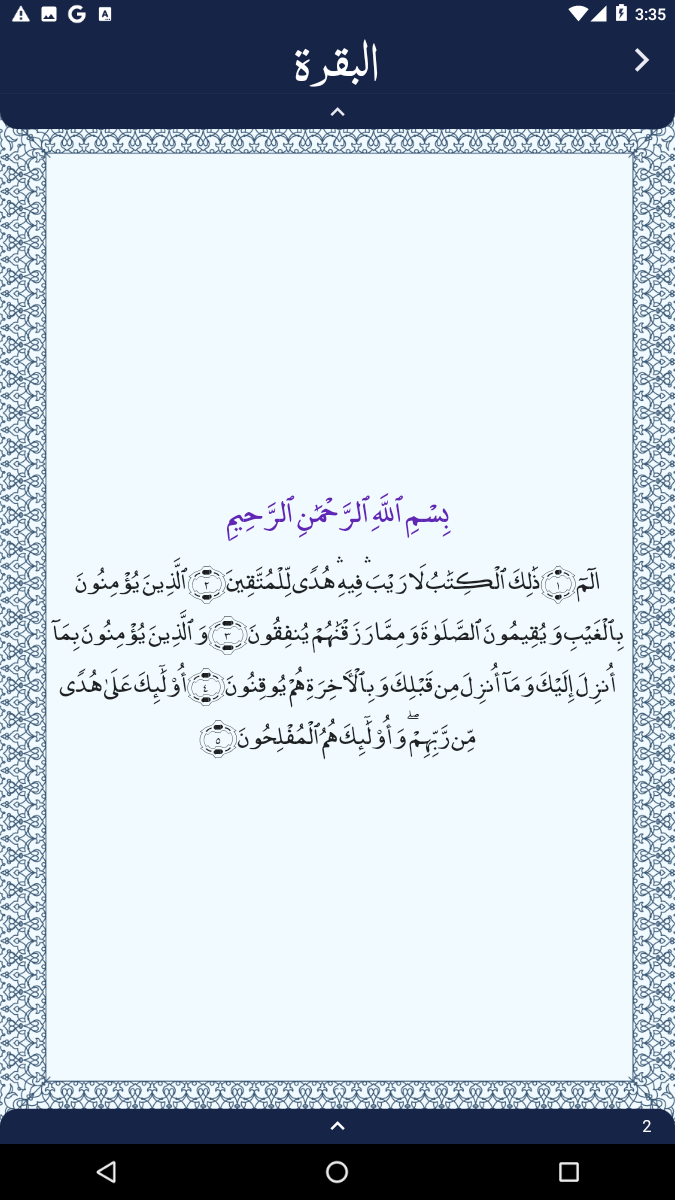 3:35
البقرة
بِسْمِ ٱللَّهِ ٱلرَّحْمَٰنِ ٱلرَّحِيمِ
الٓمٓ ١ ذَٰلِكَ ٱلْكِتَٰبُ لَا رَيْبَ ۛ فِيهِ ۛ هُدًى لِّلْمُتَّقِينَ ٢ ٱلَّذِينَ يُؤْمِنُونَ
بِٱلْغَيْبِ وَيُقِيمُونَ ٱلصَّلَوٰةَ وَمِمَّا رَزَقْنَٰهُمْ يُنفِقُونَ ٣ وَٱلَّذِينَ يُؤْمِنُونَ بِمَآ
أُنزِلَ إِلَيْكَ وَمَآ أُنزِلَ مِن قَبْلِكَ وَبِٱلْأَخِرَةِ هُمْ يُوقِنُونَ ٤ أُو۟لَٰٓئِكَ عَلَىٰ هُدًى
مِّن رَّبِّهِمْ ۖ وَأُو۟لَٰٓئِكَ هُمُ ٱلْمُفْلِحُونَ ٥
2